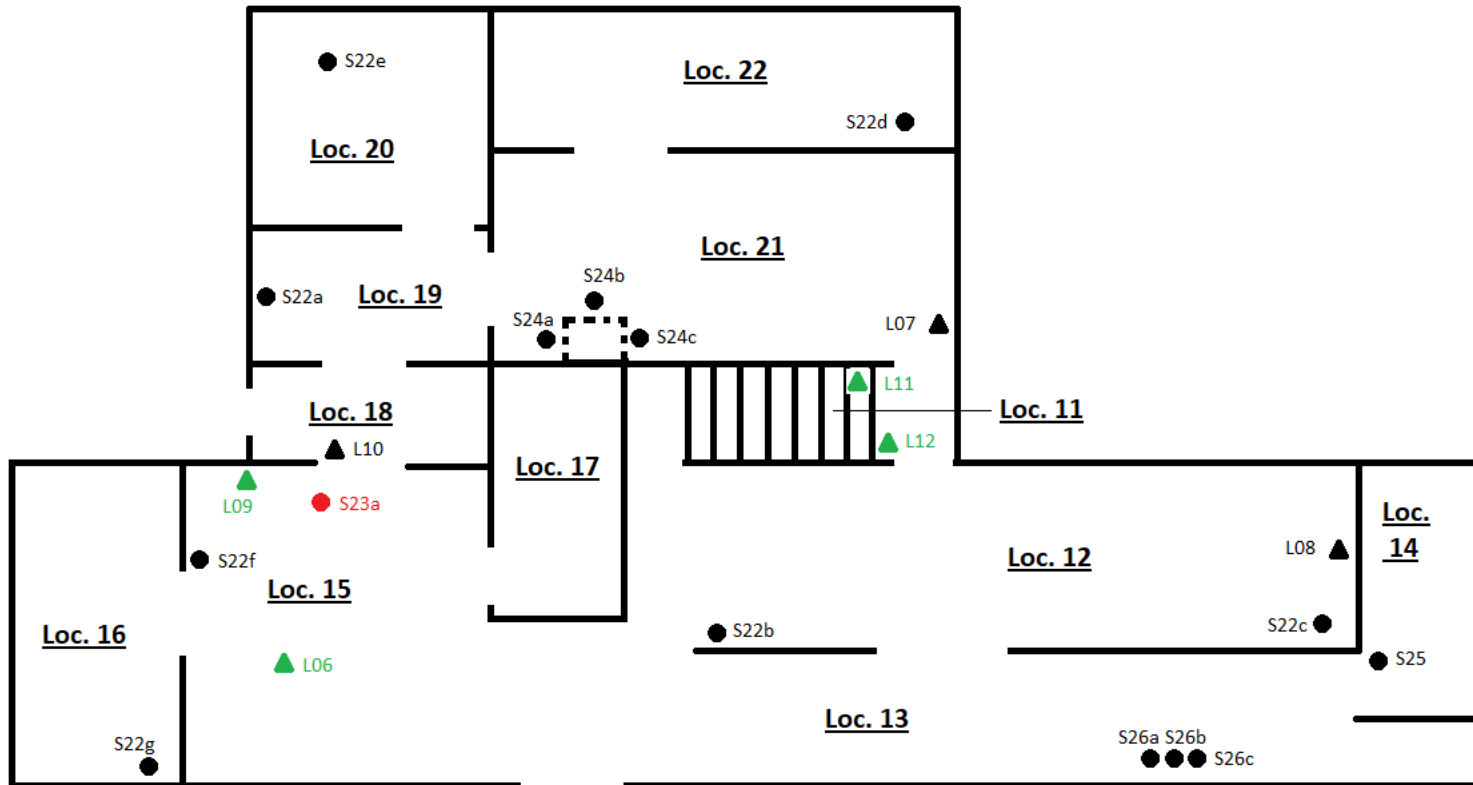 S22e
Loc. 22
S22d
Loc. 20
Loc. 21
S24b
S22a
Loc. 19
S24a
S24c
L07
L11
Loc. 18
Loc. 11
L10
L12
Loc. 17
L09
S23a
Loc.
14
S22f
L08
Loc. 15
Loc. 12
Loc. 16
S22b
S22c
L06
S25
Loc. 13
S22g
S26a S26b
S26c